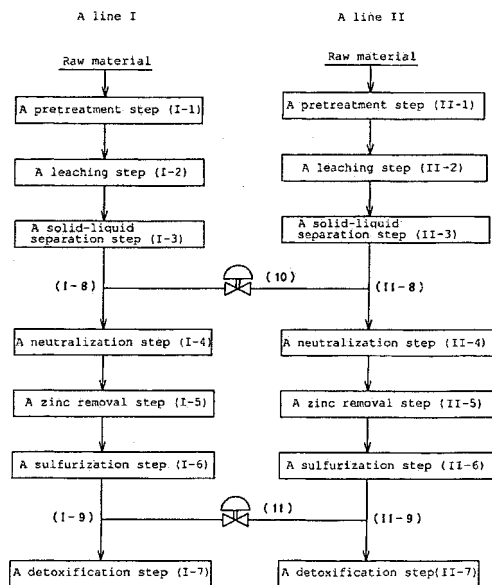 A line I
A line II
Raw material
Raw material
A pretreatment step (I-1)
A pretreatment step (II-1)
A leaching step (I-2)
A leaching step (II-2)
A solid-liquid
separation step (I-3)
A solid-liquid
separation step (II-3)
(I-8)
(10)
(II-8)
A neutralization step (I-4)
A neutralization step (II-4)
A zinc removal step (I-5)
A zinc removal step (II-5)
A sulfurization step (I-6)
A sulfurization step (II-6)
(I-9)
(11)
(II-9)
A detoxification step (I-7)
A detoxification step(II-7)